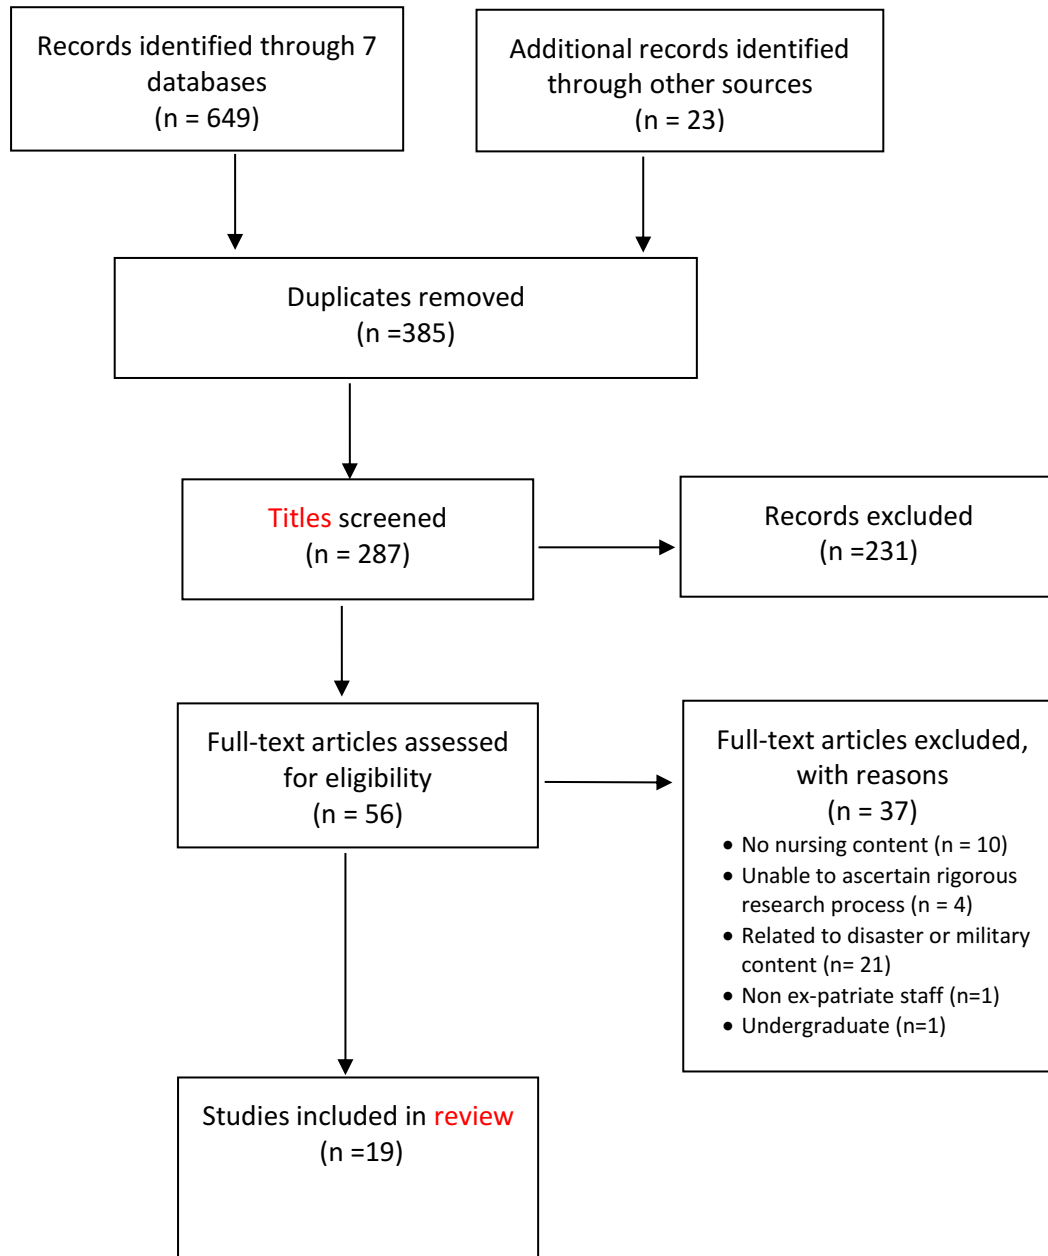 Records identified through 7
databases
(n = 649)
Additional records identified
through other sources
(n = 23)
Duplicates removed
(n =385)
Titles screened
(n = 287)
Records excluded
(n =231)
Full-text articles assessed
for eligibility
(n = 56)
Full-text articles excluded,
with reasons
(n = 37)
• No nursing content (n = 10)
• Unable to ascertain rigorous
research process (n = 4)
• Related to disaster or military
content (n= 21)
• Non ex-patriate staff (n=1)
• Undergraduate (n=1)
Studies included in review
(n =19)